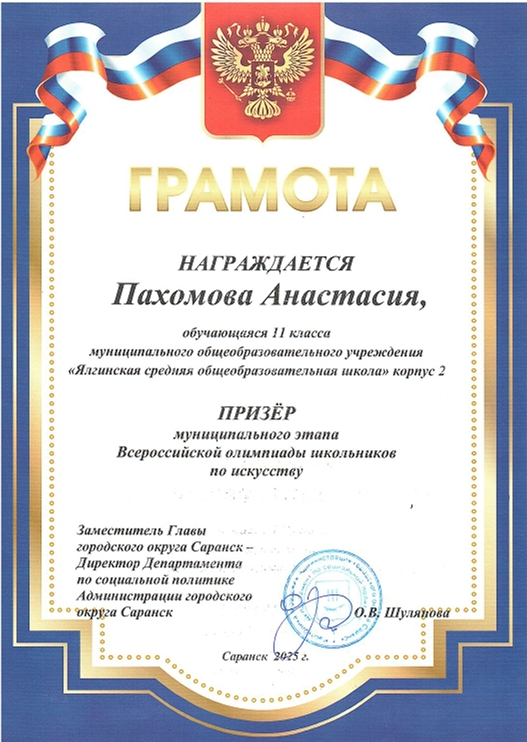 ГРАМОТА
НАГРАЖДАЕТСЯ
Пахомова Анастасия,
обучающаяся 11 класса
муниципального общеобразовательного учреждения
«Ялгинская средняя общеобразовательная школа» корпус 2
ПРИЗЁР
муниципального этапа
Всероссийской олимпиады школьников
по искусству
,
Заместитель Главы
городского округа Саранск –
Директор Департамента
по социальной политике
Администрации городского
округа Саранск О.В. Шулярова
Саранск 2025 г.